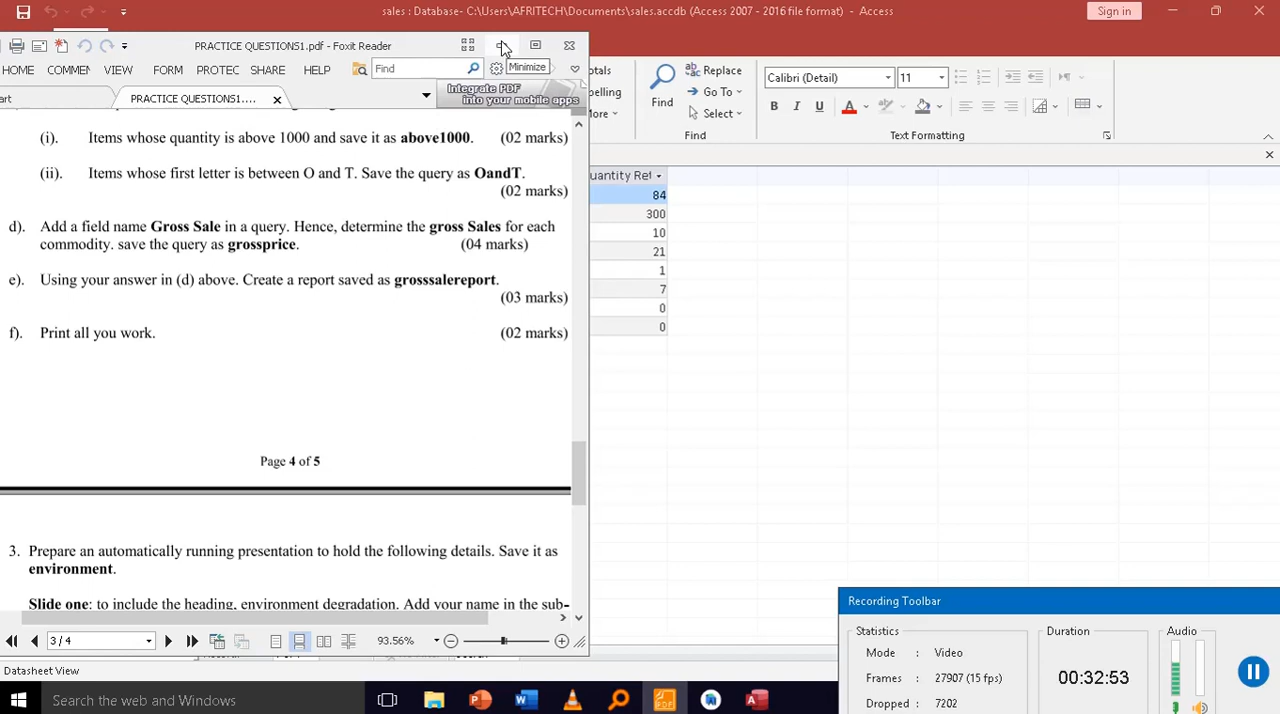 sales : Database- C:\Users\AFRITECH\Documents\sales.accdb (Access 2007 - 2016 file format) - Access
Sign in
PRACTICE QUESTIONS1.pdf - Foxit Reader
Minimize
HOME COMMEN VIEW FORM PROTEC SHARE HELP Find
PRACTICE QUESTIONS1....
Integrate PDF
into your mobile apps
Replace
Go To
Select
Find
Find
Calibri (Detail) 11
B I U A
Text Formatting
(i). Items whose quantity is above 1000 and save it as above1000. (02 marks)
(ii). Items whose first letter is between O and T. Save the query as OandT.
(02 marks)
d). Add a field name Gross Sale in a query. Hence, determine the gross Sales for each
commodity. save the query as grossprice. (04 marks)
e). Using your answer in (d) above. Create a report saved as grosssalereport.
(03 marks)
f). Print all you work. (02 marks)
Page 4 of 5
3. Prepare an automatically running presentation to hold the following details. Save it as
environment.
Slide one: to include the heading, environment degradation. Add your name in the sub-
84
300
10
21
1
7
0
0
3 / 4 93.56%
Datasheet View
Search the web and Windows
Recording Toolbar
Statistics
Mode : Video
Frames : 27907 (15 fps)
Dropped : 7202
Duration
00:32:53
Audio